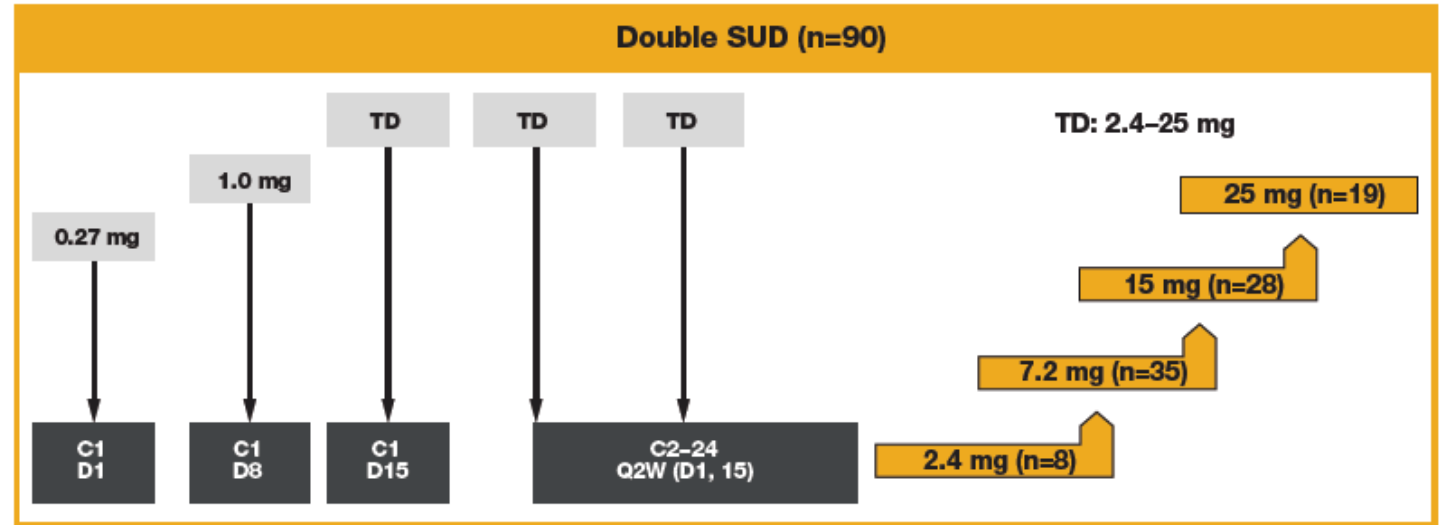 Double SUD (n=90)
TD
TD
TD
TD: 2.4–25 mg
1.0 mg
25 mg (n=19)
0.27 mg
15 mg (n=28)
7.2 mg (n=35)
C1
D1
C1
D8
C1
D15
C2–24
Q2W (D1, 15)
2.4 mg (n=8)